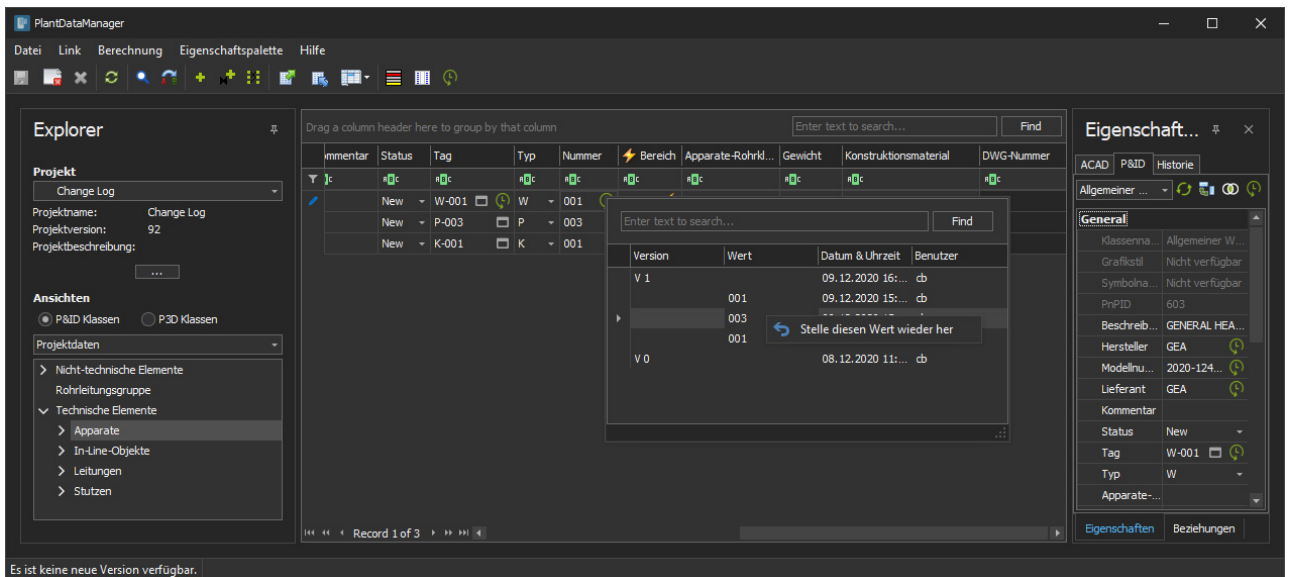 PlantDataManager
Datei Link Berechnung Eigenschaftspalette Hilfe
Explorer
Projekt
Change Log
Projektname: Change Log
Projektversion: 92
Projektbeschreibung:
...
Ansichten
P&ID Klassen P3D Klassen
Projektdaten
Nicht-technische Elemente
Rohrleitungsgruppe
Technische Elemente
Apparate
In-Line-Objekte
Leitungen
Stutzen
Drag a column header here to group by that column
Enter text to search... Find
mmentar Status Tag Typ Nummer Bereich Apparate-Rohrkl... Gewicht Konstruktionsmaterial DWG-Nummer
New W-001 W 001
New P-003 P 003
New K-001 K 001
Enter text to search... Find
Version Wert Datum & Uhrzeit Benutzer
V 1 09.12.2020 16:... cb
001 09.12.2020 15:... cb
003 cb
001
Stelle diesen Wert wieder her
V 0 08.12.2020 11:... cb
Record 1 of 3
Eigenschaft...
ACAD P&ID Historie
Allgemeiner ...
General
Klassenna... Allgemeiner W...
Grafikstil Nicht verfügbar
Symbolna... Nicht verfügbar
PnPID 603
Beschreib... GENERAL HEA...
Hersteller GEA
Modellnu... 2020-124...
Lieferant GEA
Kommentar
Status New
Tag W-001
Typ W
Apparate-...
Eigenschaften Beziehungen
Es ist keine neue Version verfügbar.